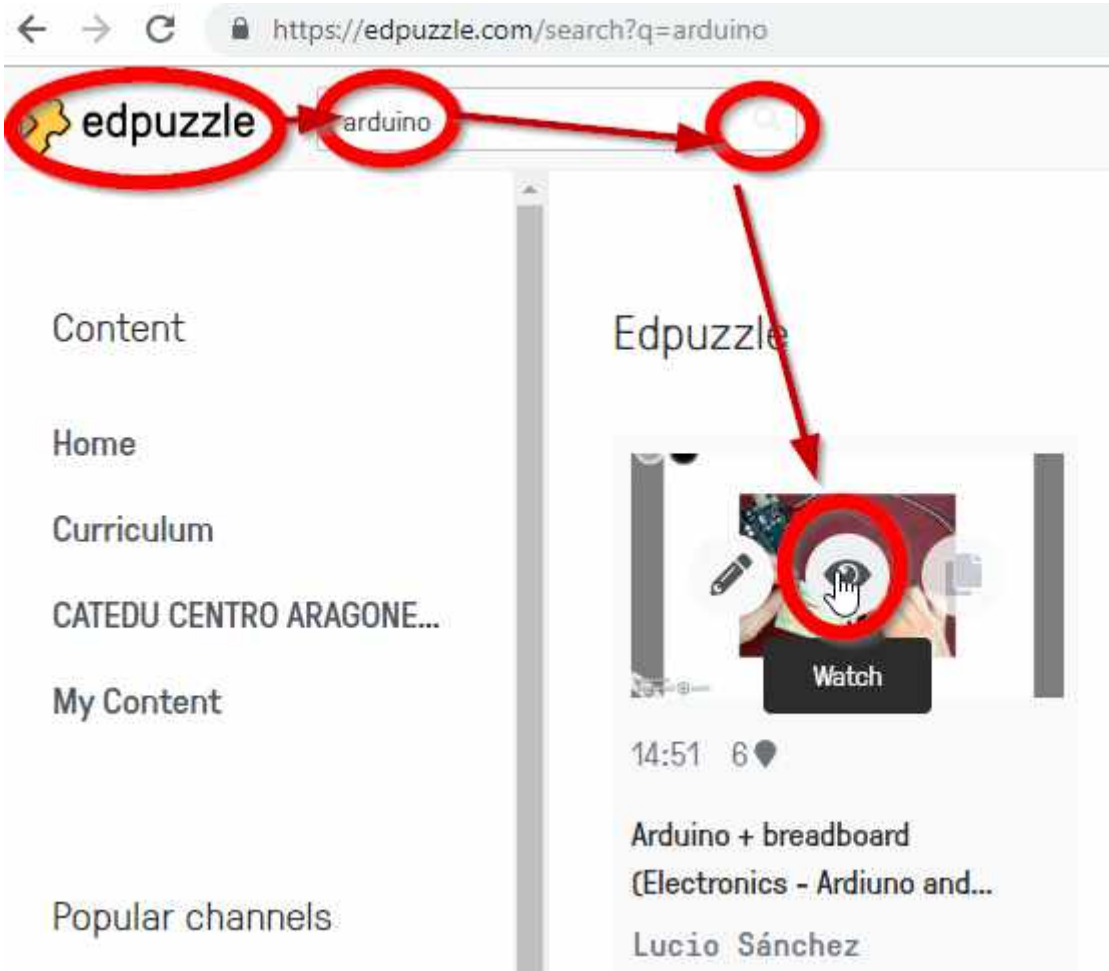 https://edpuzzle.com/search?q=arduino
edpuzzle
arduino
Content
Home
Curriculum
CATEDU CENTRO ARAGONE...
My Content
Popular channels
Edpuzzle
Watch
14:51 6
Arduino + breadboard
(Electronics - Ardiuno and...
Lucio Sánchez